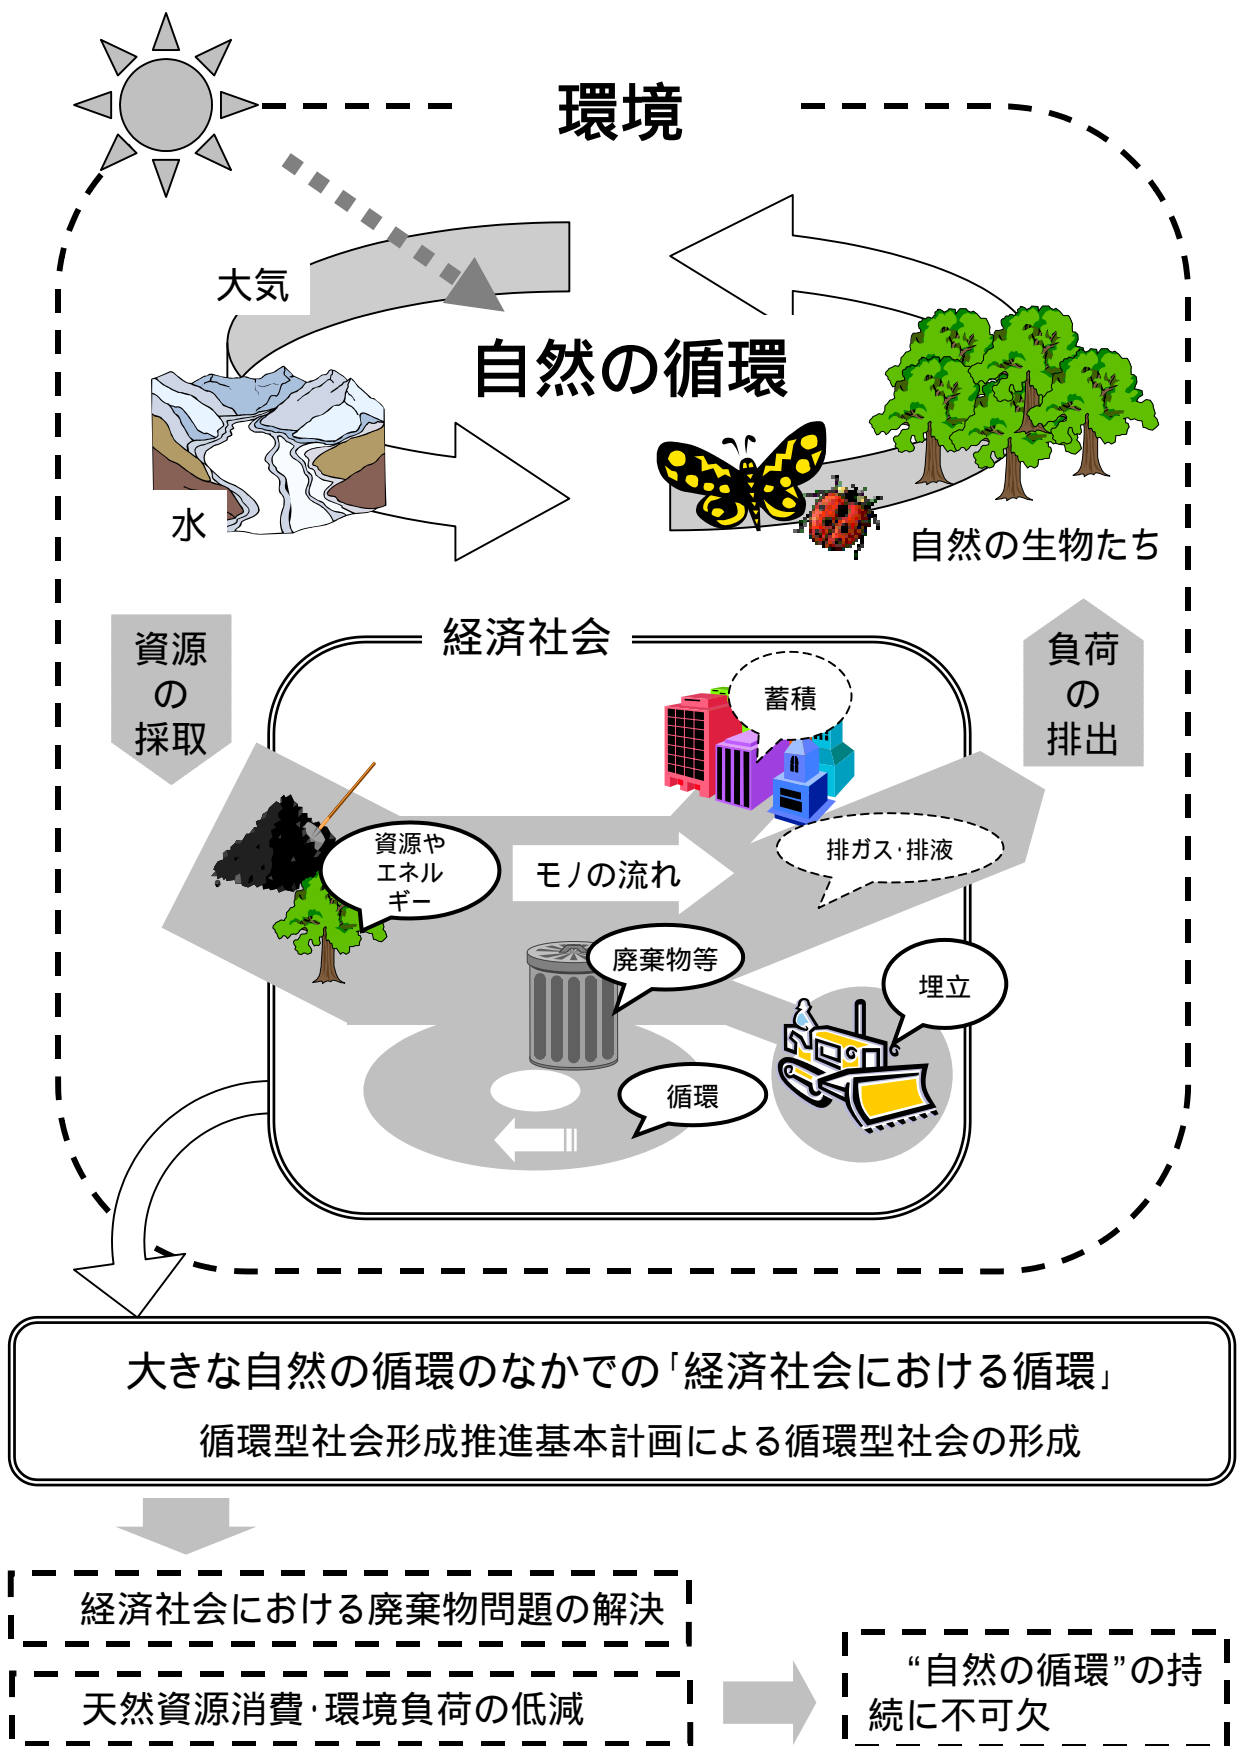 環境
大気
自然の循環
水
自然の生物たち
経済社会
資源
の
採取
負荷
の
排出
蓄積
資源や
エネル
ギー
モノの流れ
排ガス・排液
廃棄物等
埋立
循環
大きな自然の循環のなかでの「経済社会における循環」
循環型社会形成推進基本計画による循環型社会の形成
経済社会における廃棄物問題の解決
天然資源消費・環境負荷の低減
“自然の循環”の持
続に不可欠